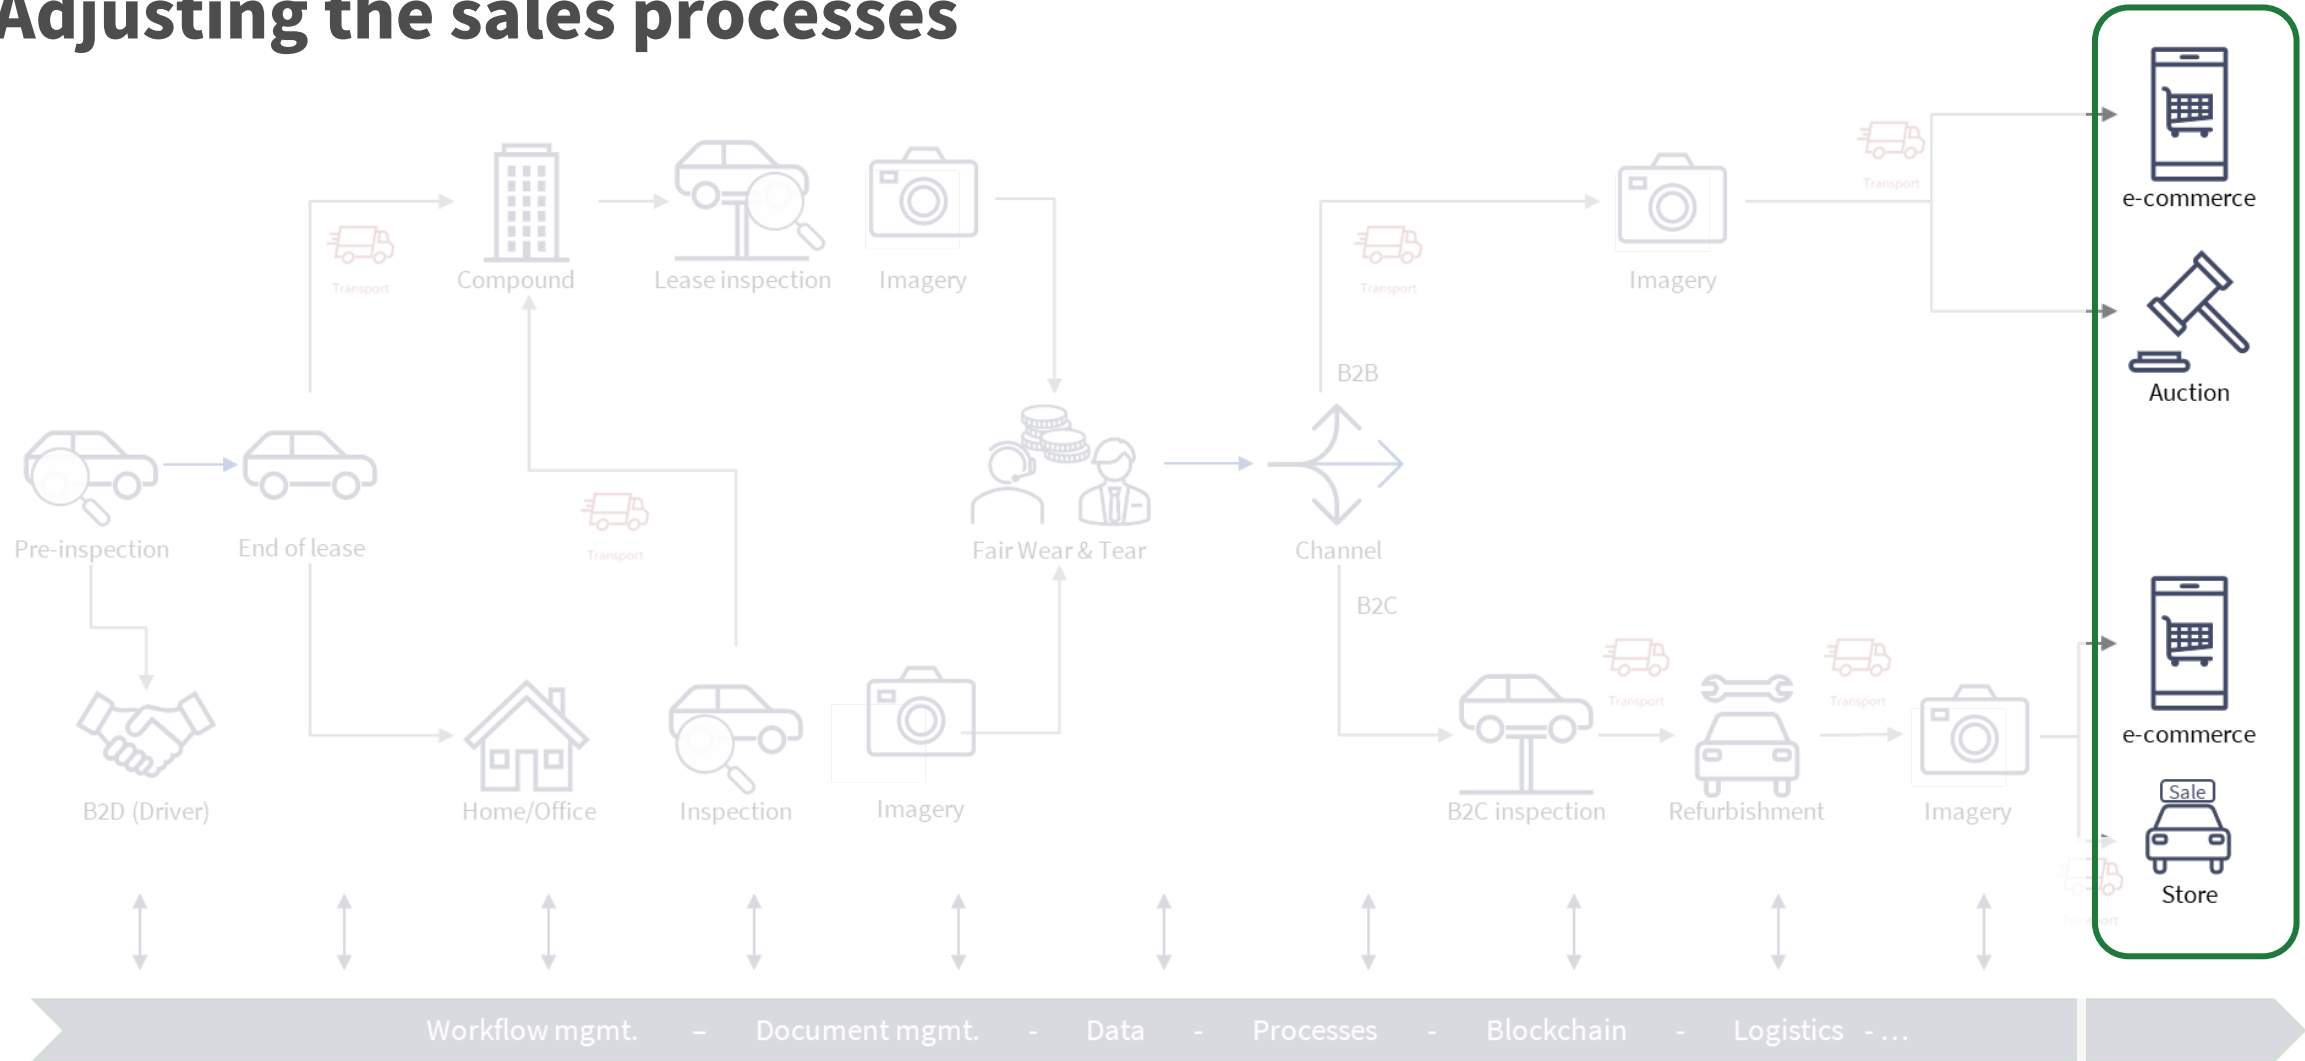 Adjusting the sales processes
e-commerce
Transport
Transport
Compound
Lease inspection
Imagery
Transport
Imagery
B2B
Auction
Pre-inspection
End of lease
Transport
Fair Wear & Tear
Channel
B2C
Transport
Transport
e-commerce
B2D (Driver)
Home/Office
Inspection
Imagery
B2C inspection
Refurbishment
Imagery
Sale
Store
Transport
Workflow mgmt. – Document mgmt. - Data - Processes - Blockchain - Logistics - ...